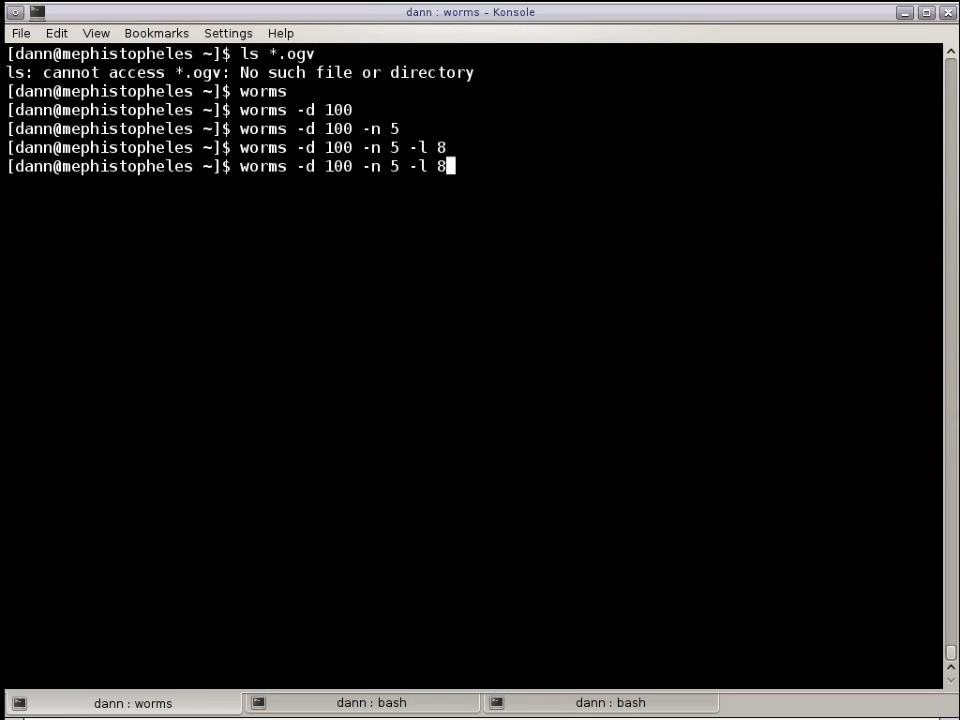 dann : worms - Konsole
File Edit View Bookmarks Settings Help
[dann@mephistopheles ~]$ ls *.ogv
ls: cannot access *.ogv: No such file or directory
[dann@mephistopheles ~]$ worms
[dann@mephistopheles ~]$ worms -d 100
[dann@mephistopheles ~]$ worms -d 100 -n 5
[dann@mephistopheles ~]$ worms -d 100 -n 5 -l 8
[dann@mephistopheles ~]$ worms -d 100 -n 5 -l 8
dann : worms dann : bash dann : bash